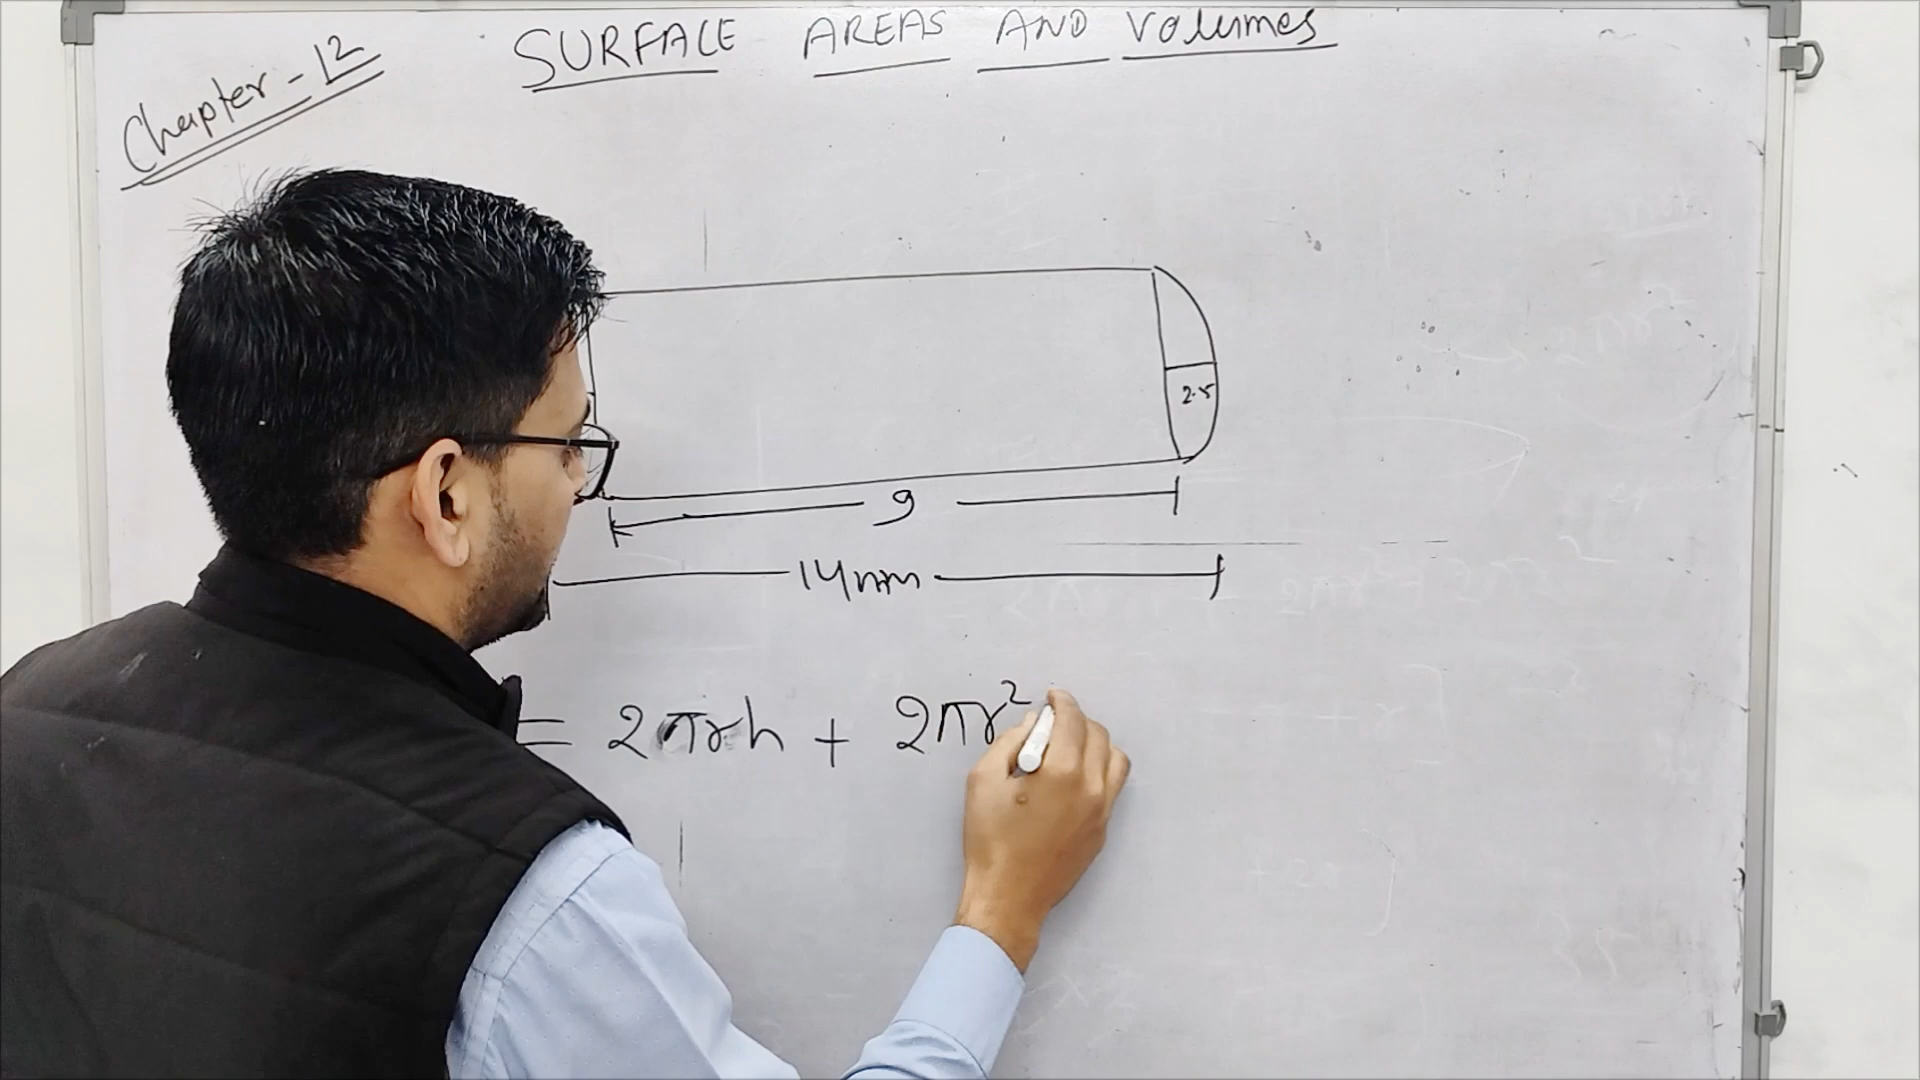 Chapter - 12
SURFACE AREAS AND Volumes
2.5
9
14mm
= 2πrh + 2πr²